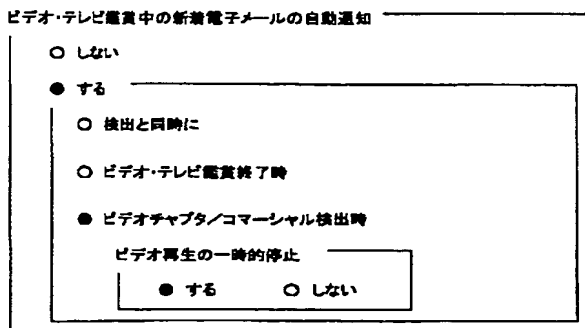 ビデオ・テレビ鑑賞中の新着電子メールの自動通知
○ しない
● する
○ 検出と同時に
○ ビデオ・テレビ鑑賞終了時
● ビデオチャプタ/コマーシャル検出時
ビデオ再生の一時的停止
● する ○ しない